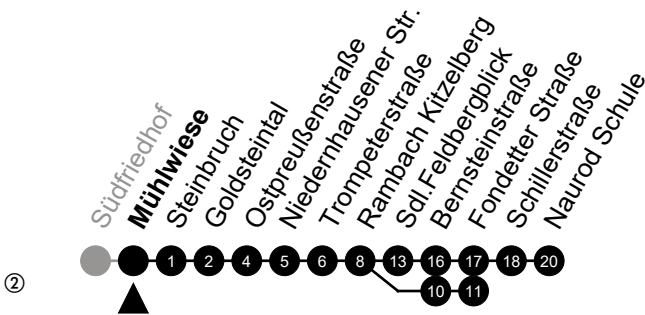 Südfriedhof
Mühlwiese
Steinbruch
Goldsteintal
Ostpreußenstraße
Niedernhausener Str.
Trompeterstraße
Rambach Kitzelberg
Sdl.Feldbergblick
Bernsteinstraße
Fondetter Straße
Schillerstraße
Naurod Schule
② 1 2 4 5 6 8 13 16 17 18 20
10 11